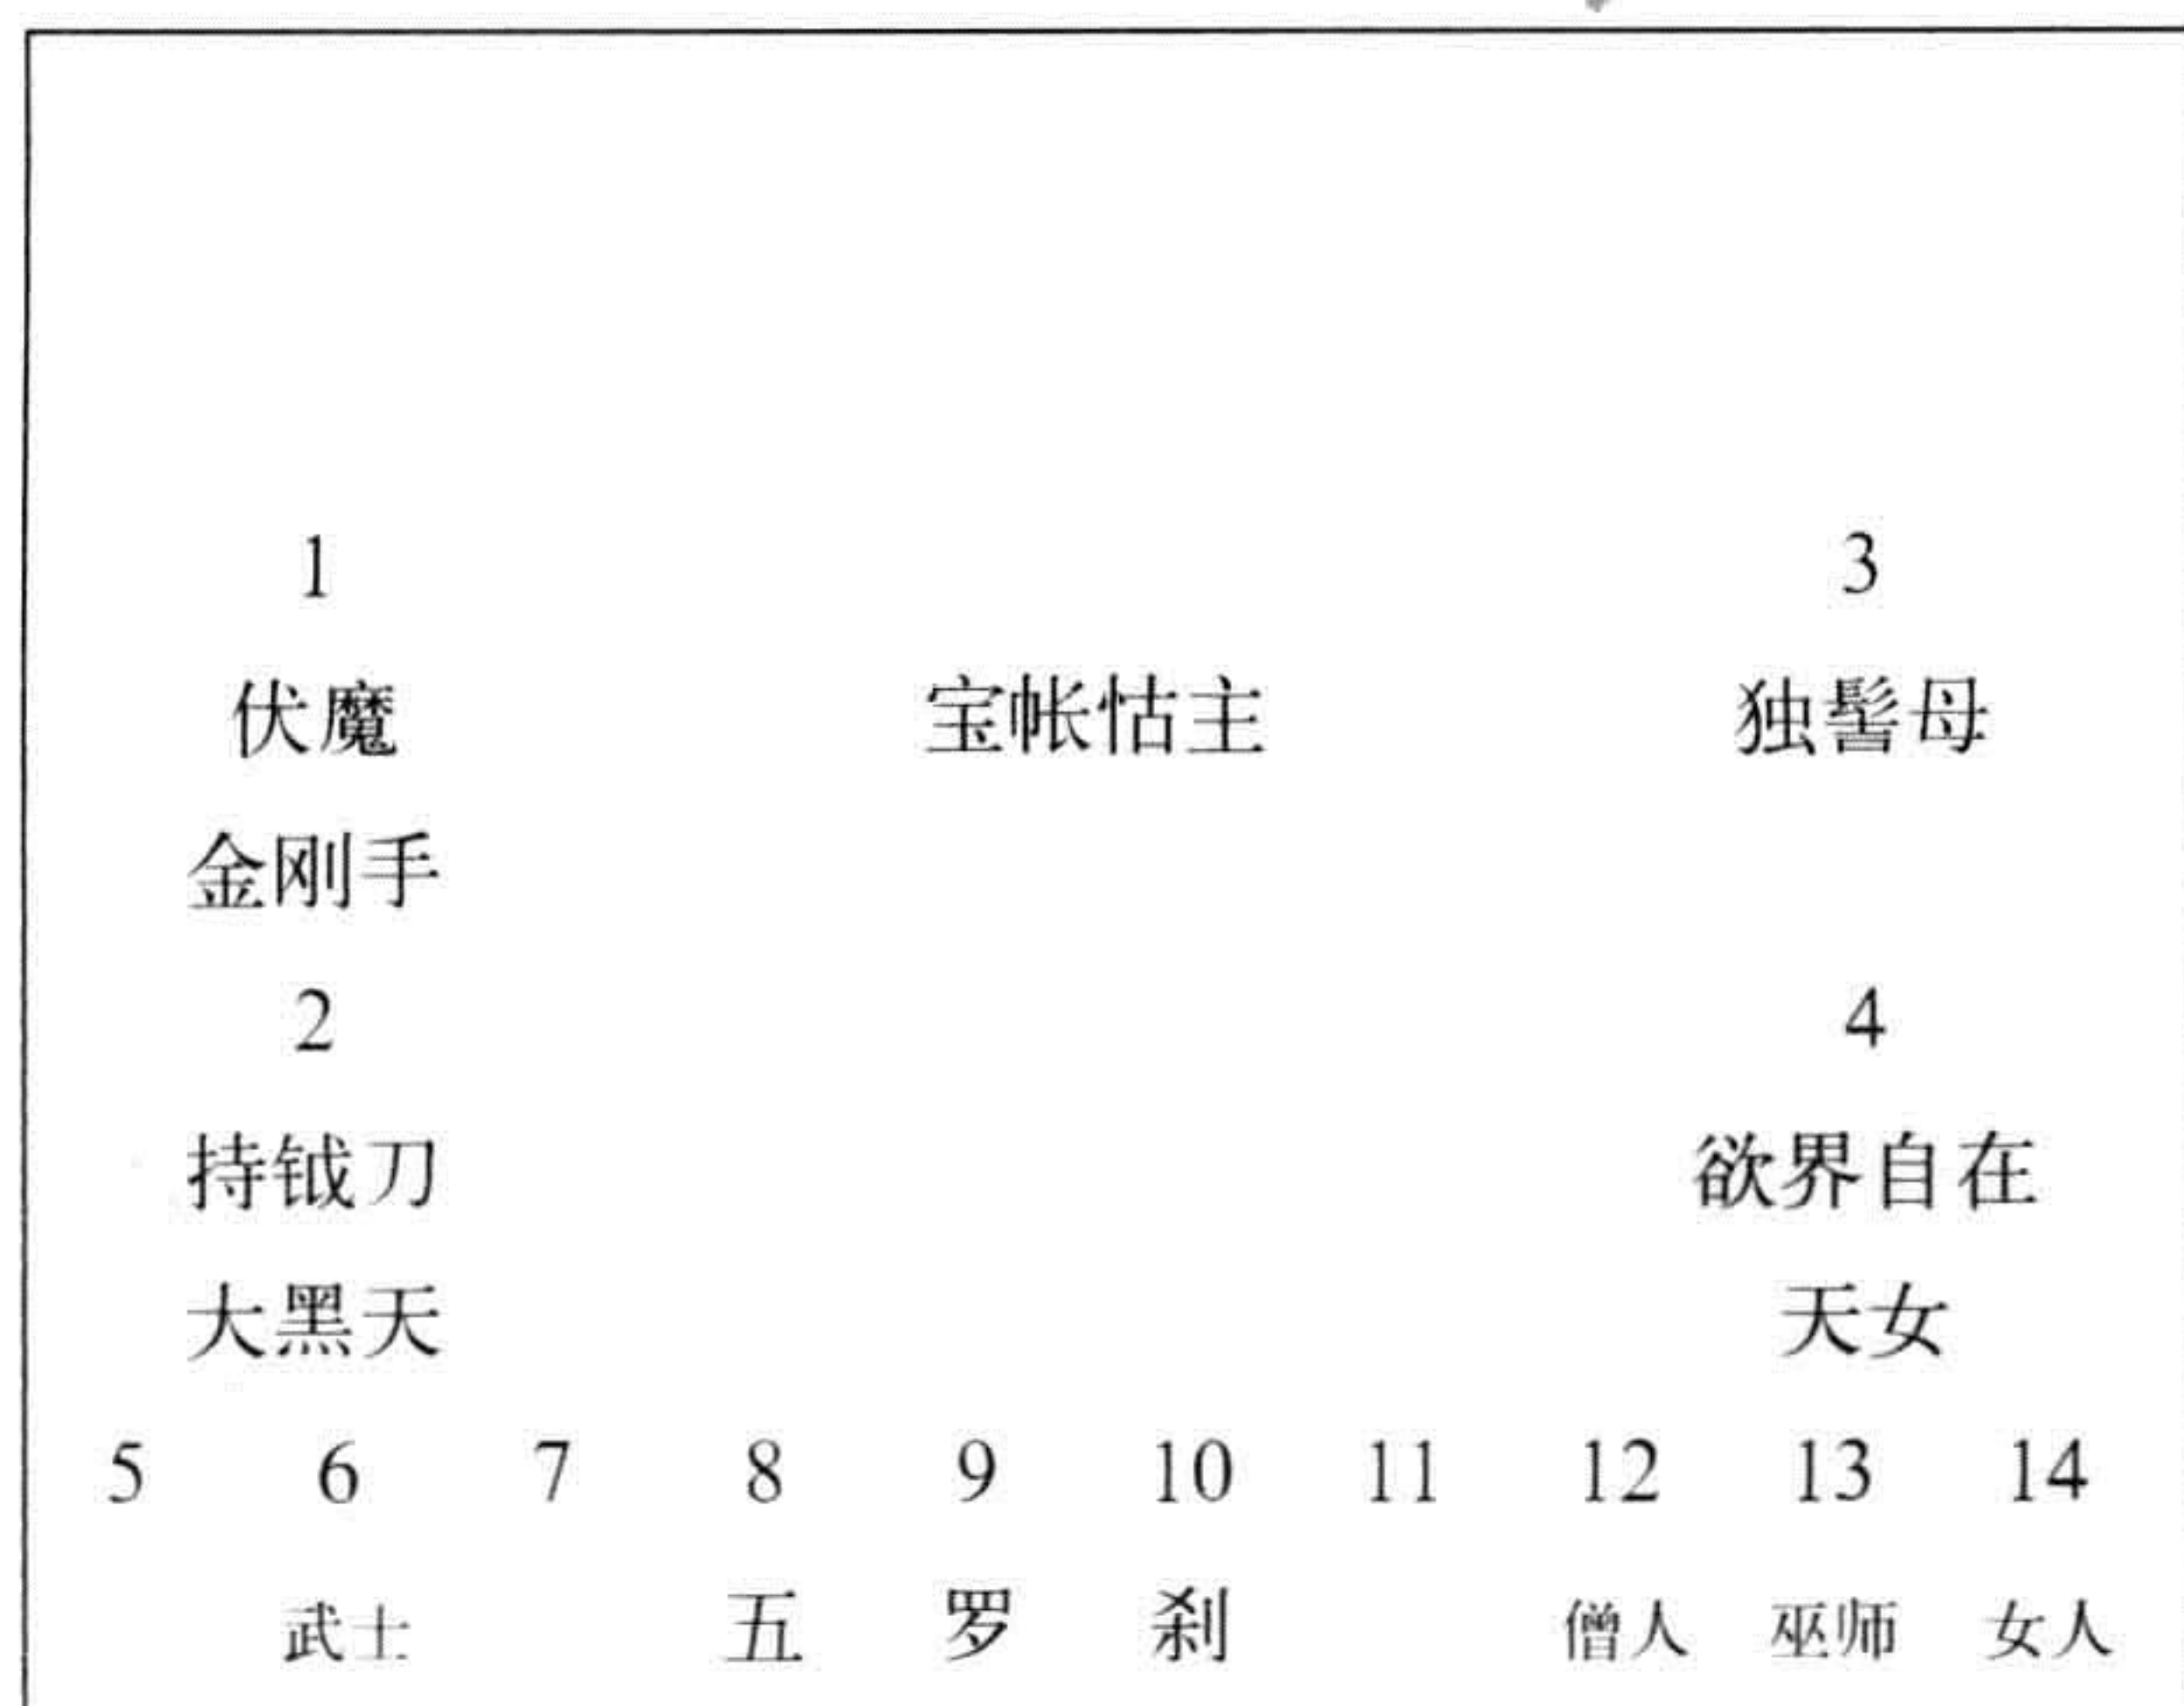 1 3
伏魔 宝帐怙主 独髻母
金刚手
2 4
持钺刀 欲界自在
大黑天 天女
5 6 7 8 9 10 11 12 13 14
武士 五 罗 刹 僧人 巫师 女人